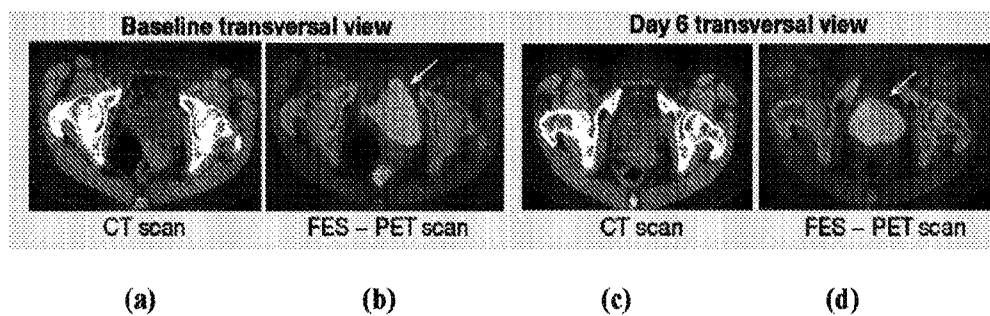 Baseline transversal view
Day 6 transversal view
CT scan
FES – PET scan
CT scan
FES – PET scan
(a)
(b)
(c)
(d)